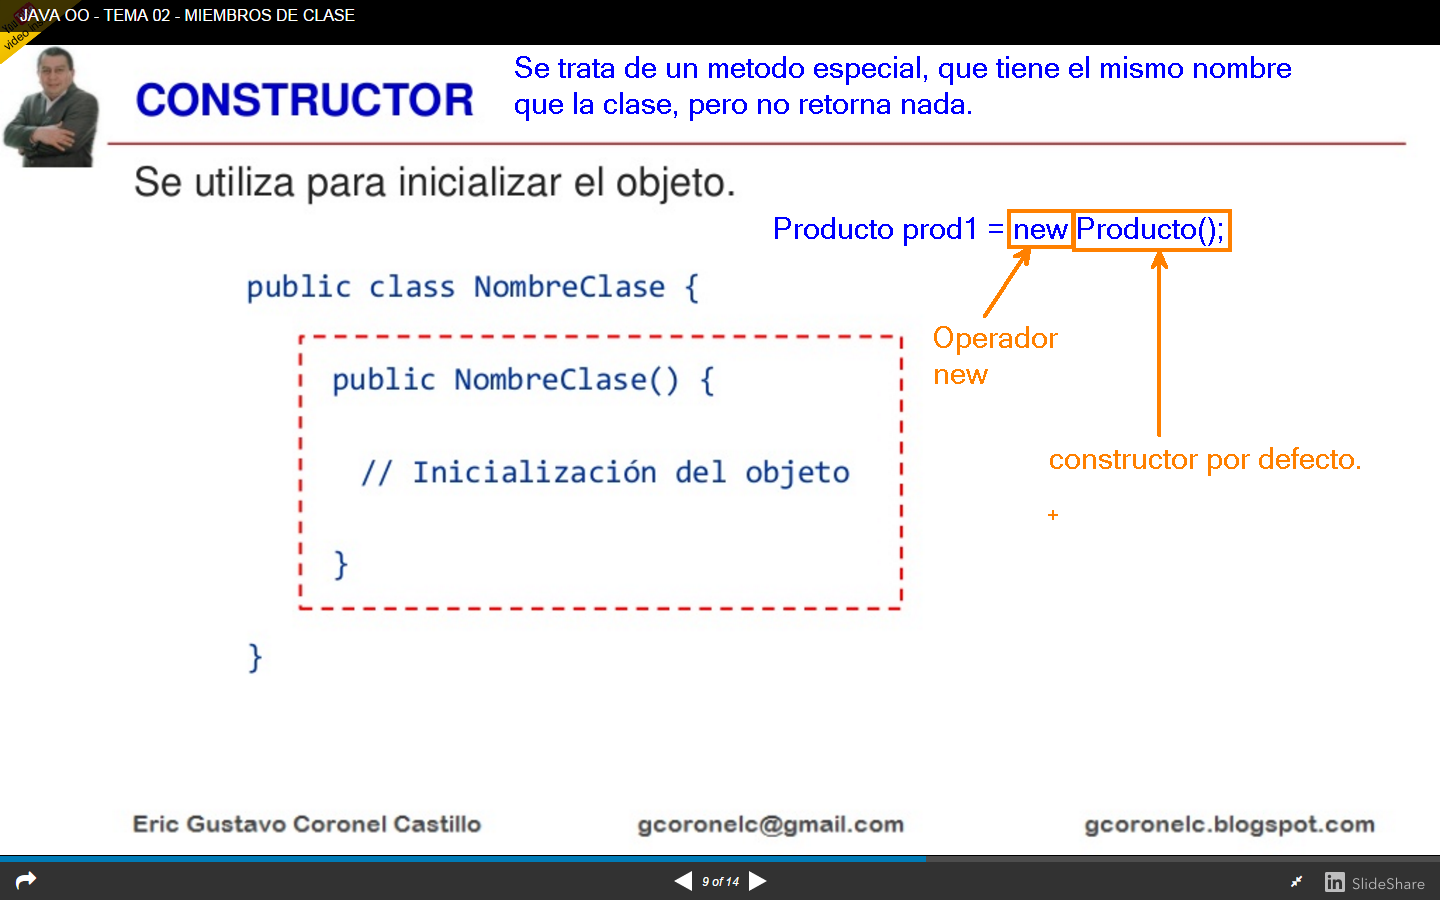 JAVA OO - TEMA 02 - MIEMBROS DE CLASE
CONSTRUCTOR
Se trata de un metodo especial, que tiene el mismo nombre
que la clase, pero no retorna nada.
Se utiliza para inicializar el objeto.
Producto prod1 = new Producto();
public class NombreClase {
Operador
new
public NombreClase() {
constructor por defecto.
// Inicialización del objeto
}
}
Eric Gustavo Coronel Castillo gcoronelc@gmail.com gcoronelc.blogspot.com
9 of 14
in SlideShare